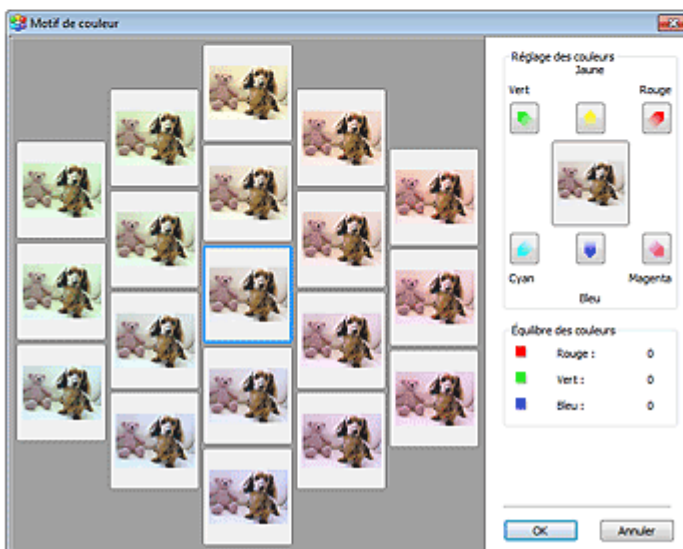 Motif de couleur
Réglage des couleurs
Jaune
Vert
Rouge
Cyan
Magenta
Bleu
Équilibre des couleurs
Rouge : 0
Vert : 0
Bleu : 0
OK
Annuler